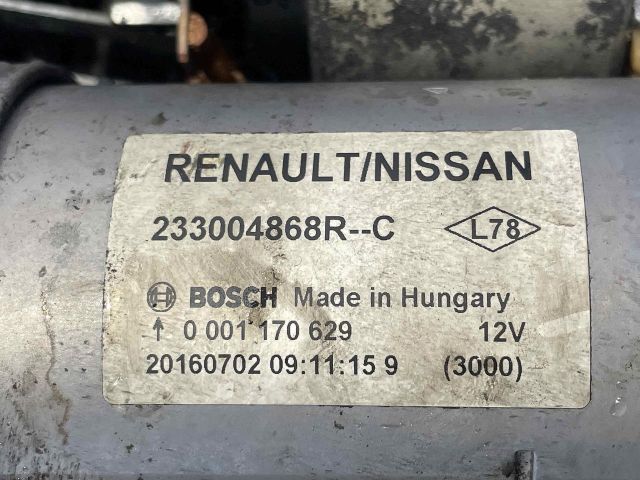 RENAULT/NISSAN
233004868R--C
L78
BOSCH Made in Hungary
↑ 0 001 170 629 12V
20160702 09:11:15 9 (3000)